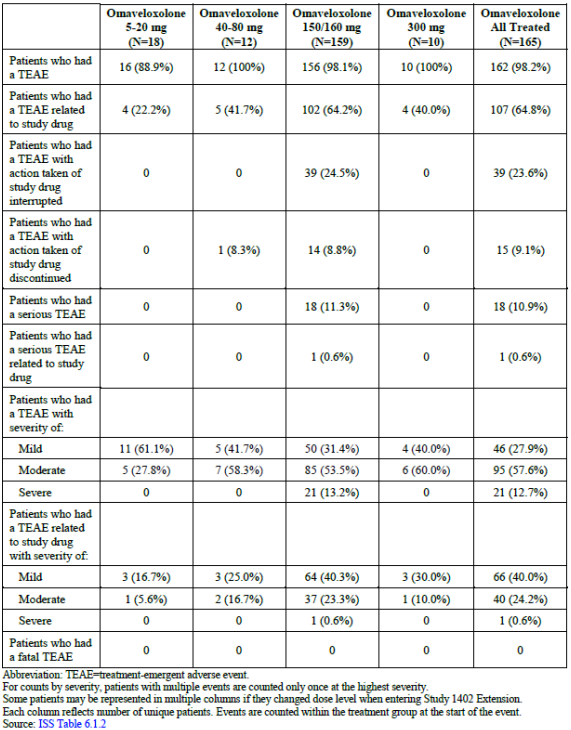 Omaveloxolone 5-20 mg (N=18) Omaveloxolone 40-80 mg (N=12) Omaveloxolone 150/160 mg (N=159) Omaveloxolone 300 mg (N=10) Omaveloxolone All Treated (N=165)
Patients who had a TEAE 16 (88.9%) 12 (100%) 156 (98.1%) 10 (100%) 162 (98.2%)
Patients who had a TEAE related to study drug 4 (22.2%) 5 (41.7%) 102 (64.2%) 4 (40.0%) 107 (64.8%)
Patients who had a TEAE with action taken of study drug interrupted 0 0 39 (24.5%) 0 39 (23.6%)
Patients who had a TEAE with action taken of study drug discontinued 0 1 (8.3%) 14 (8.8%) 0 15 (9.1%)
Patients who had a serious TEAE 0 0 18 (11.3%) 0 18 (10.9%)
Patients who had a serious TEAE related to study drug 0 0 1 (0.6%) 0 1 (0.6%)
Patients who had a TEAE with severity of:
Mild 11 (61.1%) 5 (41.7%) 50 (31.4%) 4 (40.0%) 46 (27.9%)
Moderate 5 (27.8%) 7 (58.3%) 85 (53.5%) 6 (60.0%) 95 (57.6%)
Severe 0 0 21 (13.2%) 0 21 (12.7%)
Patients who had a TEAE related to study drug with severity of:
Mild 3 (16.7%) 3 (25.0%) 64 (40.3%) 3 (30.0%) 66 (40.0%)
Moderate 1 (5.6%) 2 (16.7%) 37 (23.3%) 1 (10.0%) 40 (24.2%)
Severe 0 0 1 (0.6%) 0 1 (0.6%)
Patients who had a fatal TEAE 0 0 0 0 0
Abbreviation: TEAE=treatment-emergent adverse event.
For counts by severity, patients with multiple events are counted only once at the highest severity.
Some patients may be represented in multiple columns if they changed dose level when entering Study 1402 Extension.
Each column reflects number of unique patients. Events are counted within the treatment group at the start of the event.
Source: ISS Table 6.1.2